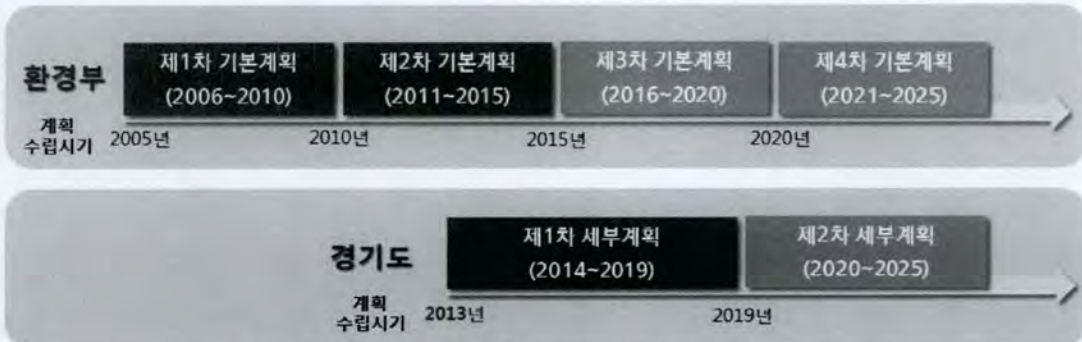 환경부
제1차 기본계획
(2006~2010)
제2차 기본계획
(2011~2015)
제3차 기본계획
(2016~2020)
제4차 기본계획
(2021~2025)
계획
수립시기
2005년
2010년
2015년
2020년
경기도
제1차 세부계획
(2014~2019)
제2차 세부계획
(2020~2025)
계획
수립시기
2013년
2019년